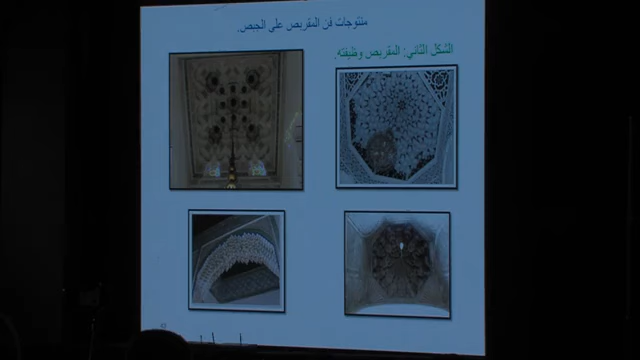 منتوجات فن المقربص على الجبص.
الشكل الثاني: المقربص وظيفته.